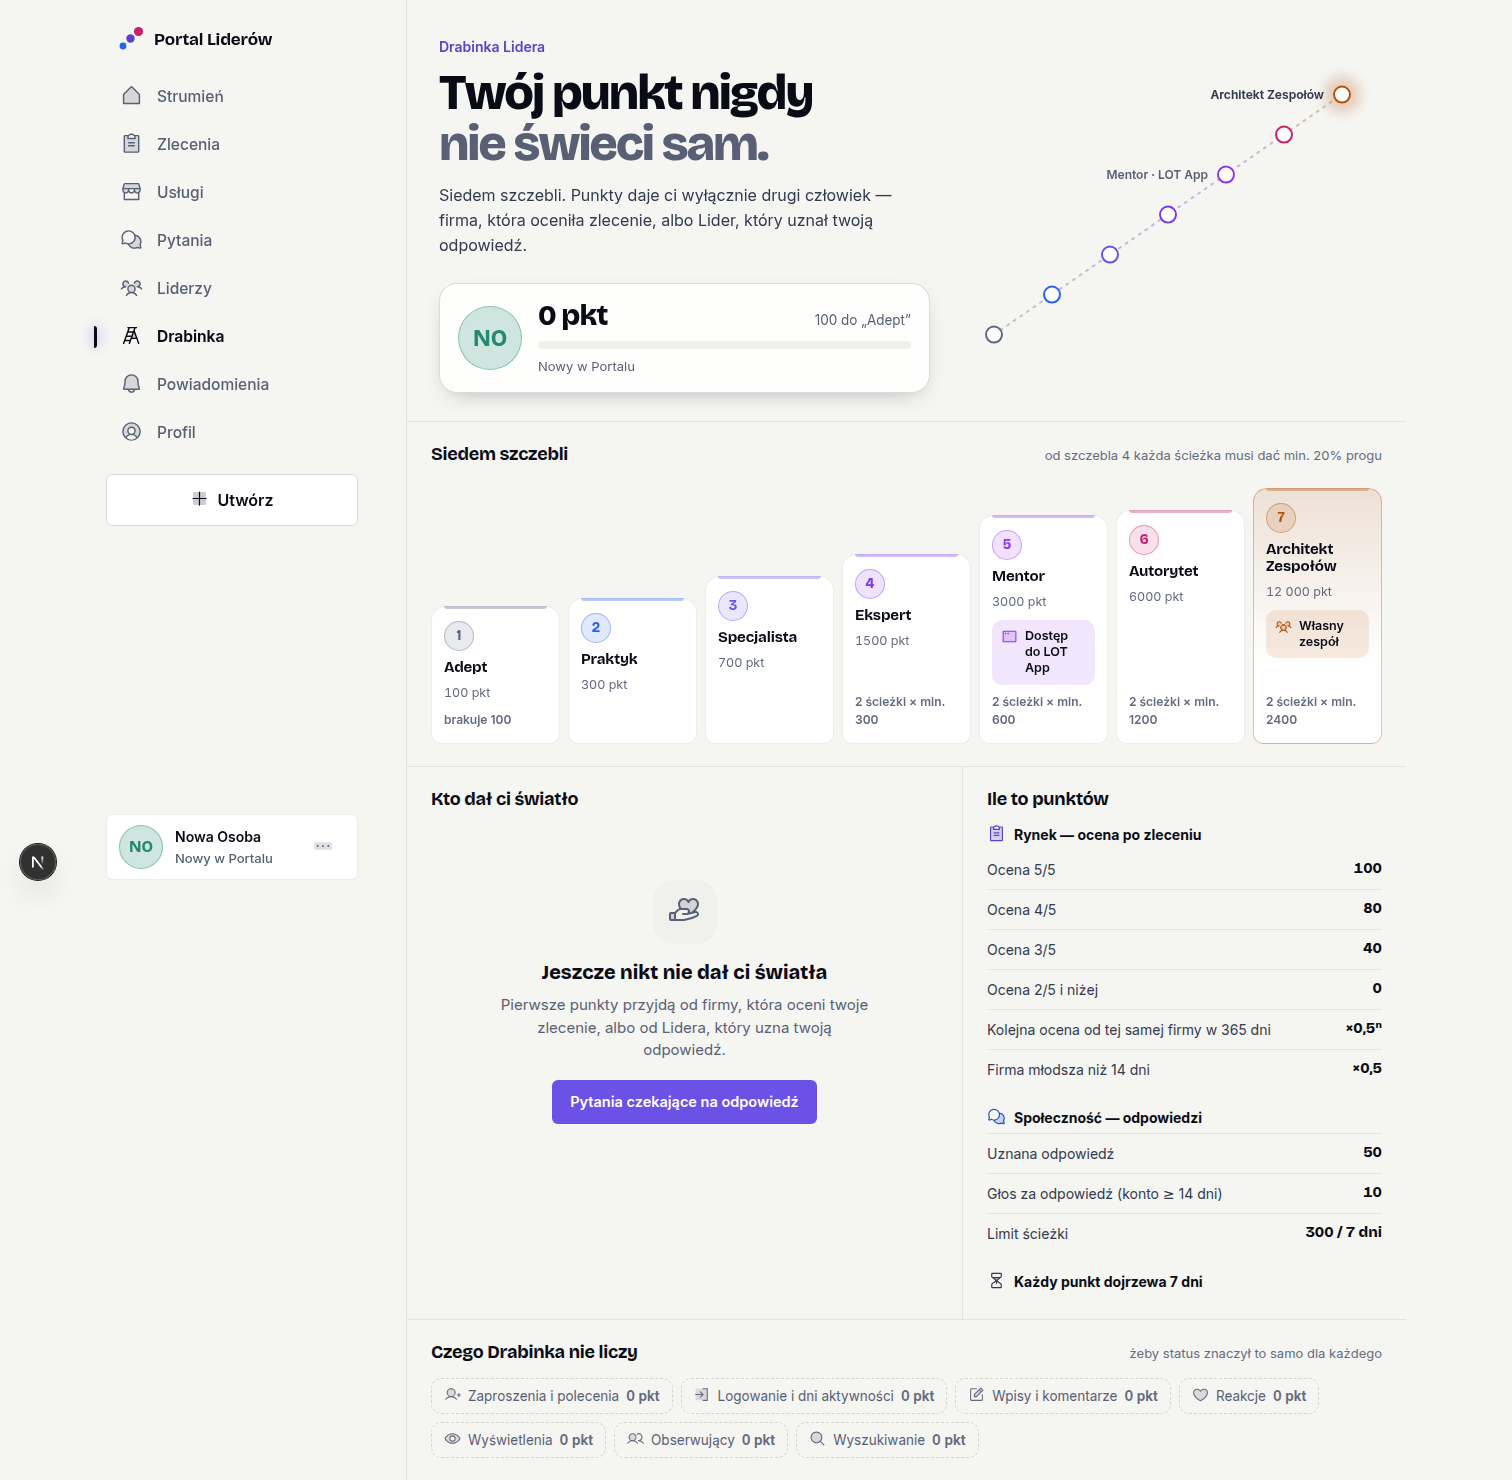 Portal Liderów
Strumień
Zlecenia
Usługi
Pytania
Liderzy
Drabinka
Powiadomienia
Profil
Utwórz
NO
Nowa Osoba
Nowy w Portalu
N
Drabinka Lidera
Twój punkt nigdy
nie świeci sam.
Siedem szczebli. Punkty daje ci wyłącznie drugi człowiek —
firma, która oceniła zlecenie, albo Lider, który uznał twoją
odpowiedź.
NO
0 pkt
100 do „Adept”
Nowy w Portalu
Architekt Zespołów
Mentor · LOT App
Siedem szczebli
od szczebla 4 każda ścieżka musi dać min. 20% progu
1
Adept
100 pkt
brakuje 100
2
Praktyk
300 pkt
3
Specjalista
700 pkt
4
Ekspert
1500 pkt
2 ścieżki × min.
300
5
Mentor
3000 pkt
Dostęp
do LOT
App
2 ścieżki × min.
600
6
Autorytet
6000 pkt
2 ścieżki × min.
1200
7
Architekt
Zespołów
12 000 pkt
Własny
zespół
2 ścieżki × min.
2400
Kto dał ci światło
Jeszcze nikt nie dał ci światła
Pierwsze punkty przyjdą od firmy, która oceni twoje
zlecenie, albo od Lidera, który uzna twoją
odpowiedź.
Pytania czekające na odpowiedź
Ile to punktów
Rynek — ocena po zleceniu
Ocena 5/5 100
Ocena 4/5 80
Ocena 3/5 40
Ocena 2/5 i niżej 0
Kolejna ocena od tej samej firmy w 365 dni ×0,5ⁿ
Firma młodsza niż 14 dni ×0,5
Społeczność — odpowiedzi
Uznana odpowiedź 50
Głos za odpowiedź (konto ≥ 14 dni) 10
Limit ścieżki 300 / 7 dni
Każdy punkt dojrzewa 7 dni
Czego Drabinka nie liczy
żeby status znaczył to samo dla każdego
Zaproszenia i polecenia 0 pkt
Logowanie i dni aktywności 0 pkt
Wpisy i komentarze 0 pkt
Reakcje 0 pkt
Wyświetlenia 0 pkt
Obserwujący 0 pkt
Wyszukiwanie 0 pkt